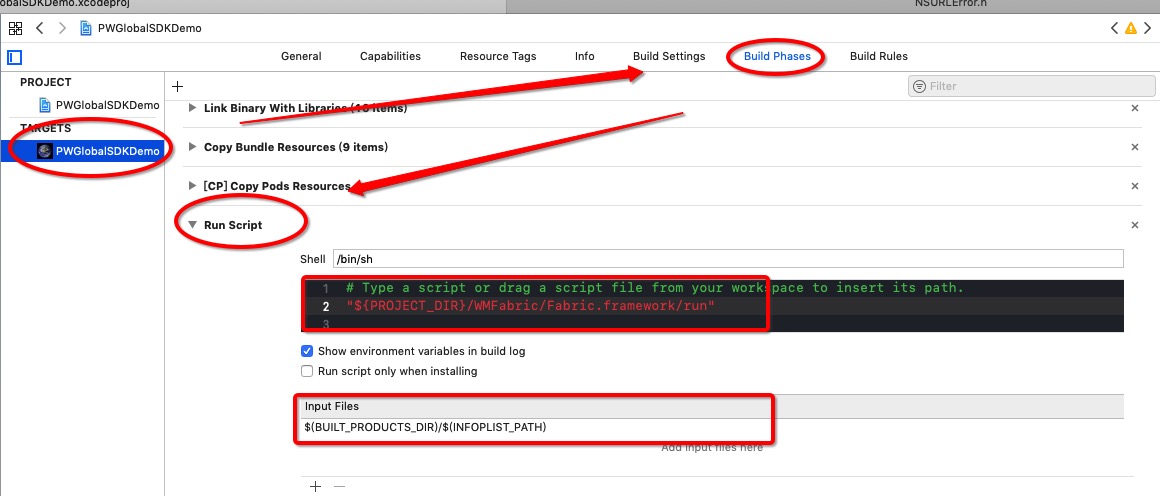 obalSDKDemo.xcodeproj
NSURLError.h
PWGlobalSDKDemo
General Capabilities Resource Tags Info Build Settings Build Phases Build Rules
PROJECT
PWGlobalSDKDemo
TARGETS
PWGlobalSDKDemo
Filter
Link Binary With Libraries (16 items)
Copy Bundle Resources (9 items)
[CP] Copy Pods Resources
Run Script
Shell /bin/sh
1 # Type a script or drag a script file from your workspace to insert its path.
2 "${PROJECT_DIR}/WMFabric/Fabric.framework/run"
3
Show environment variables in build log
Run script only when installing
Input Files
$(BUILT_PRODUCTS_DIR)/$(INFOPLIST_PATH)
Add input files here